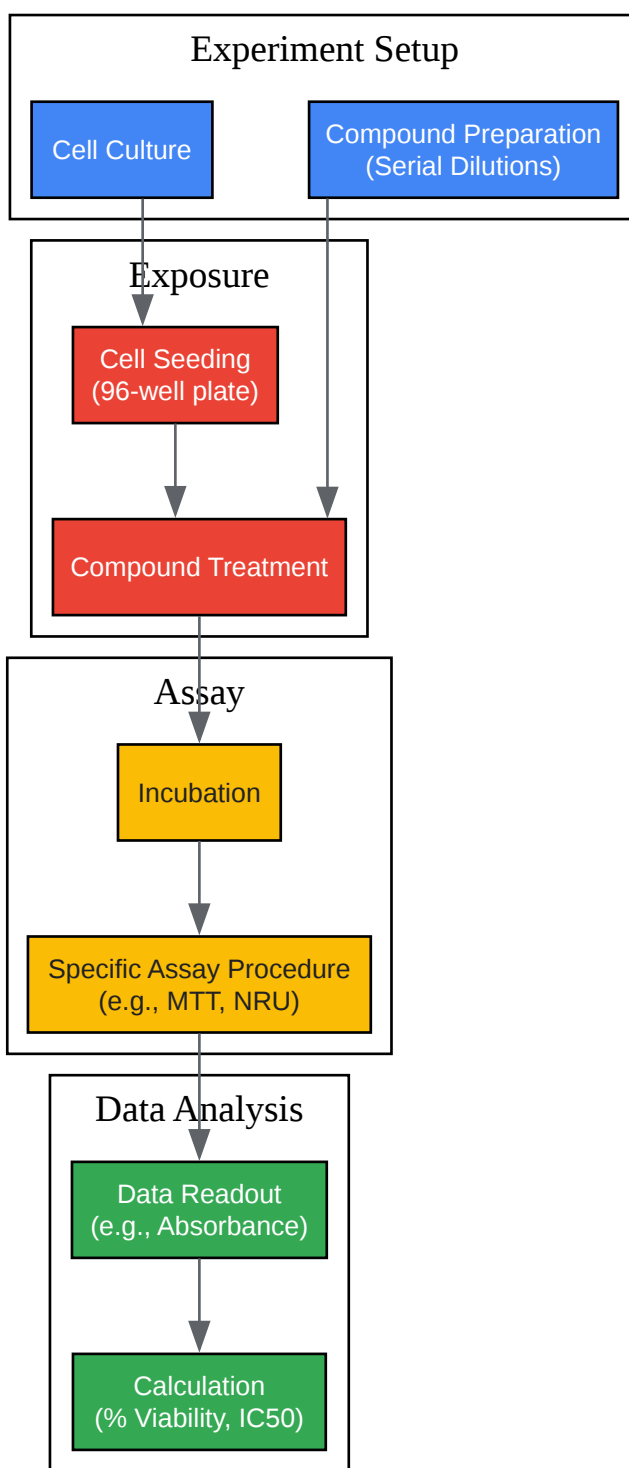 Experiment Setup
Cell Culture
Compound Preparation
(Serial Dilutions)
Exposure
Cell Seeding
(96-well plate)
Compound Treatment
Assay
Incubation
Specific Assay Procedure
(e.g., MTT, NRU)
Data Analysis
Data Readout
(e.g., Absorbance)
Calculation
(% Viability, IC50)